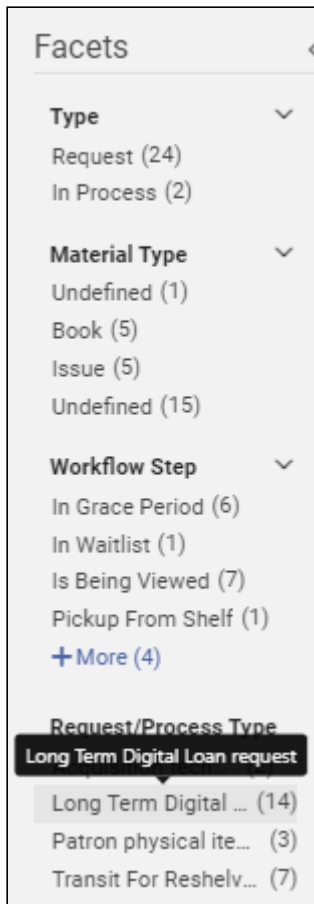 Facets
Type
Request (24)
In Process (2)
Material Type
Undefined (1)
Book (5)
Issue (5)
Undefined (15)
Workflow Step
In Grace Period (6)
In Waitlist (1)
Is Being Viewed (7)
Pickup From Shelf (1)
+More (4)
Request/Process Type
Long Term Digital Loan request
Long Term Digital ... (14)
Patron physical ite... (3)
Transit For Reshelv... (7)